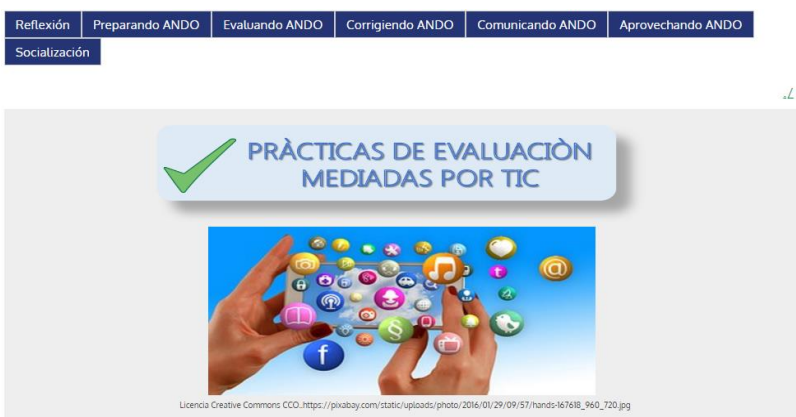 Reflexión Preparando ANDO Evaluando ANDO Corrigiendo ANDO Comunicando ANDO Aprovechando ANDO
Socialización
PRÀCTICAS DE EVALUACIÒN
MEDIADAS POR TIC
Licencia Creative Commons CCO..https://pixabay.com/static/uploads/photo/2016/01/29/09/57/hands-167618_960_720.jpg